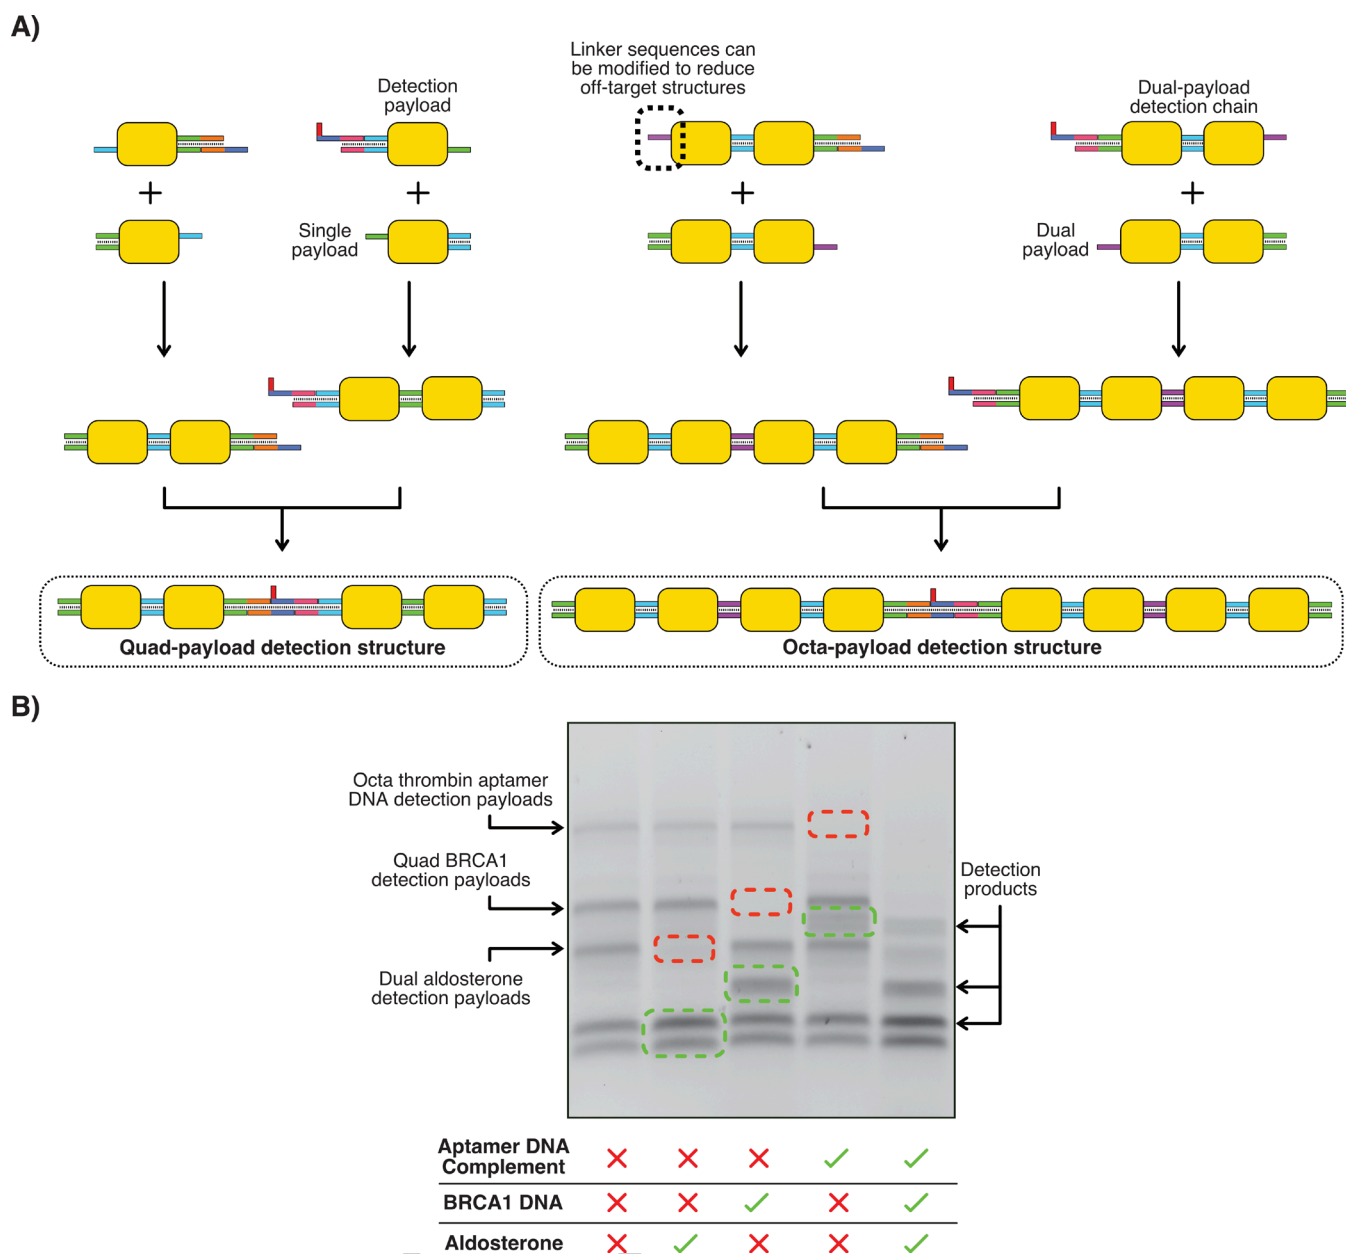 A)
Linker sequences can
be modified to reduce
off-target structures
Detection
payload
Dual-payload
detection chain
Single
payload
Dual
payload
Quad-payload detection structure
Octa-payload detection structure
B)
Octa thrombin aptamer
DNA detection payloads
Quad BRCA1
detection payloads
Dual aldosterone
detection payloads
Detection
products
Aptamer DNA
Complement
BRCA1 DNA
Aldosterone